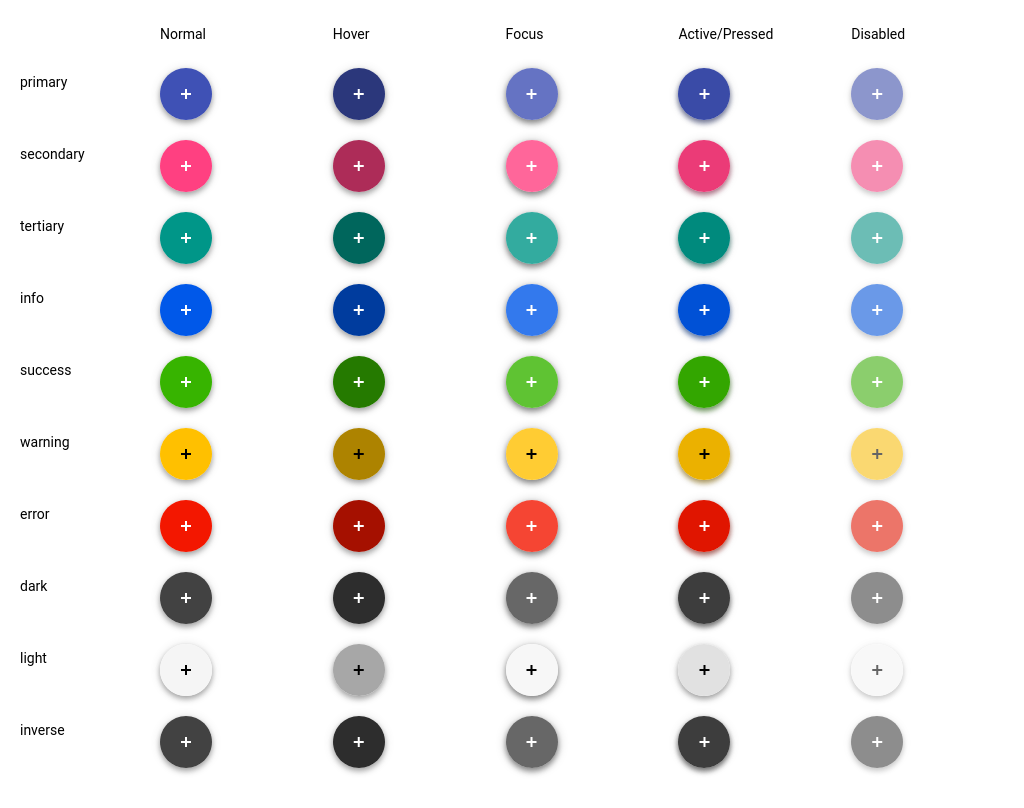 Normal Hover Focus Active/Pressed Disabled
primary + + + + +
secondary + + + + +
tertiary + + + + +
info + + + + +
success + + + + +
warning + + + + +
error + + + + +
dark + + + + +
light + + + + +
inverse + + + + +